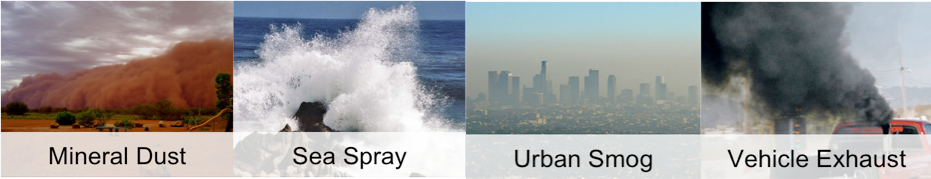 Mineral Dust
Sea Spray
Urban Smog
Vehicle Exhaust